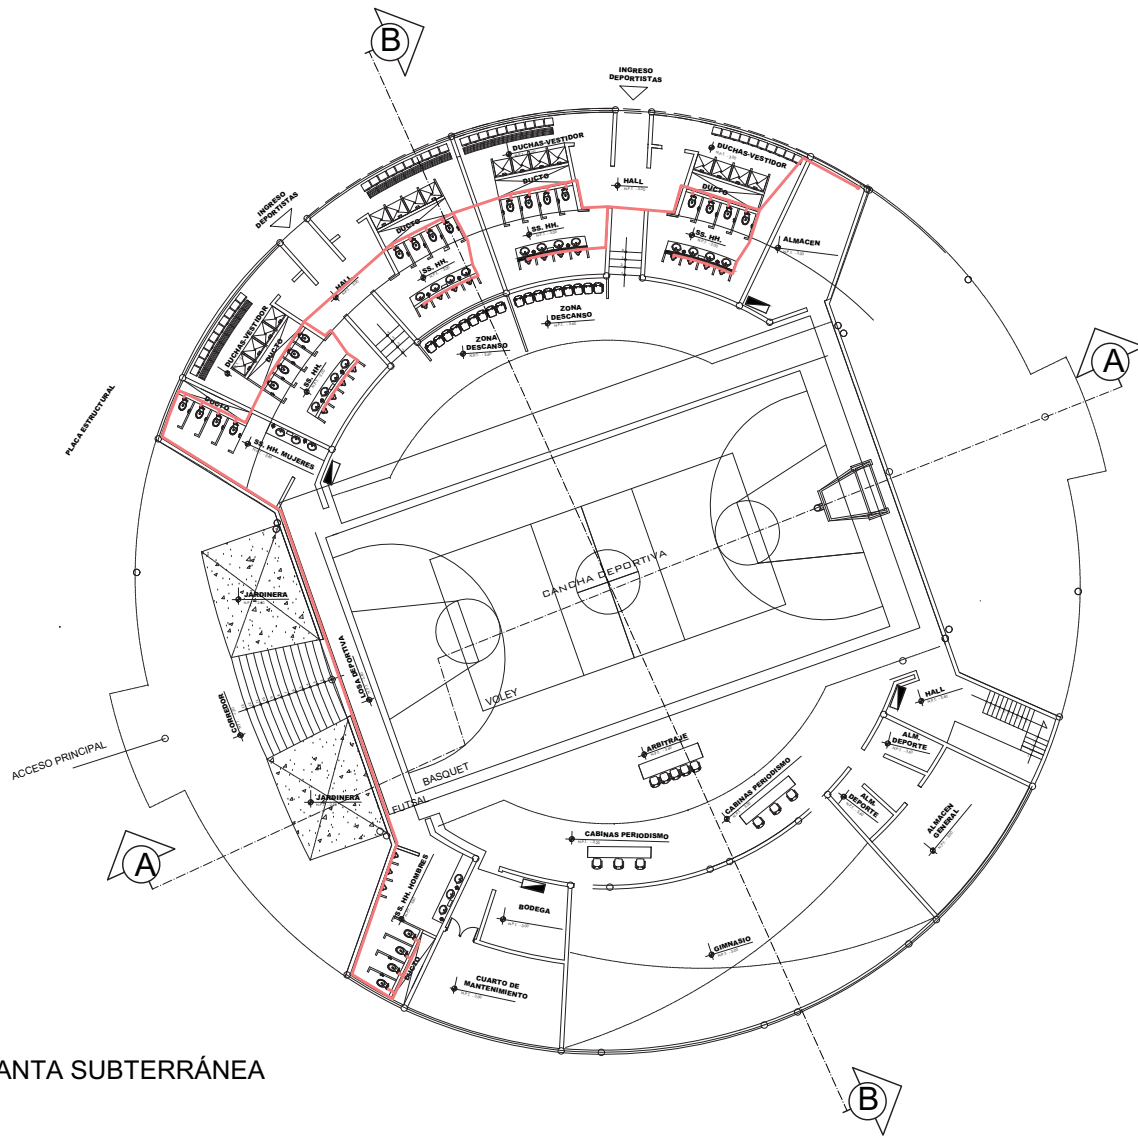 B
INGRESO
DEPORTISTAS
DUCHAS-VESTIDOR
DUCHAS-VESTIDOR
DUCTO
HALL
DUCTO
INGRESO
DEPORTISTAS
DUCTO
SS. HH.
SS. HH.
ALMACEN
SS. HH.
HALL
ZONA
DESCANSO
ZONA
DESCANSO
DUCHAS-VESTIDOR
DUCTO
SS. HH.
A
PLACA ESTRUCTURAL
DUCTO
SS. HH. MUJERES
CANCHA DEPORTIVA
JARDINERA
LLOSA DEPORTIVA
VOLEY
HALL
CORREDOR
ACCESO PRINCIPAL
ARBITRAJE
ALM.
DEPORTE
BASQUET
CABINAS PERIODISMO
JARDINERA
FUTSAL
ALM.
DEPORTE
ALMACEN
GENERAL
CABINAS PERIODISMO
A
SS. HH. HOMBRES
BODEGA
GIMNASIO
DUCTO
CUARTO DE
MANTENIMIENTO
ANTA SUBTERRÁNEA
B